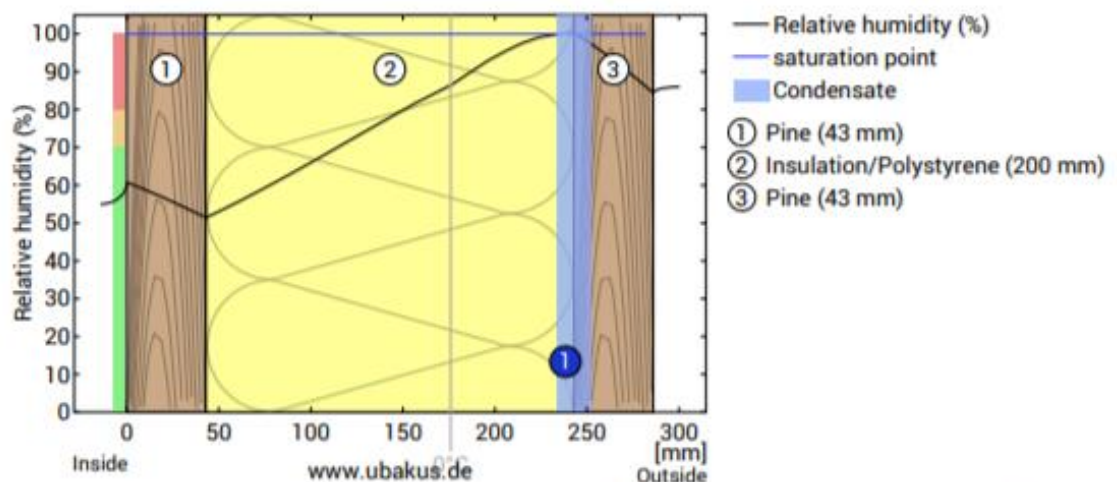 Relative humidity (%)
100
90
80
70
60
50
40
30
20
10
0
1
2
3
1
0 50 100 150 200 250 300
[mm]
Inside
0°C
www.ubakus.de
Outside
Relative humidity (%)
saturation point
Condensate
1 Pine (43 mm)
2 Insulation/Polystyrene (200 mm)
3 Pine (43 mm)